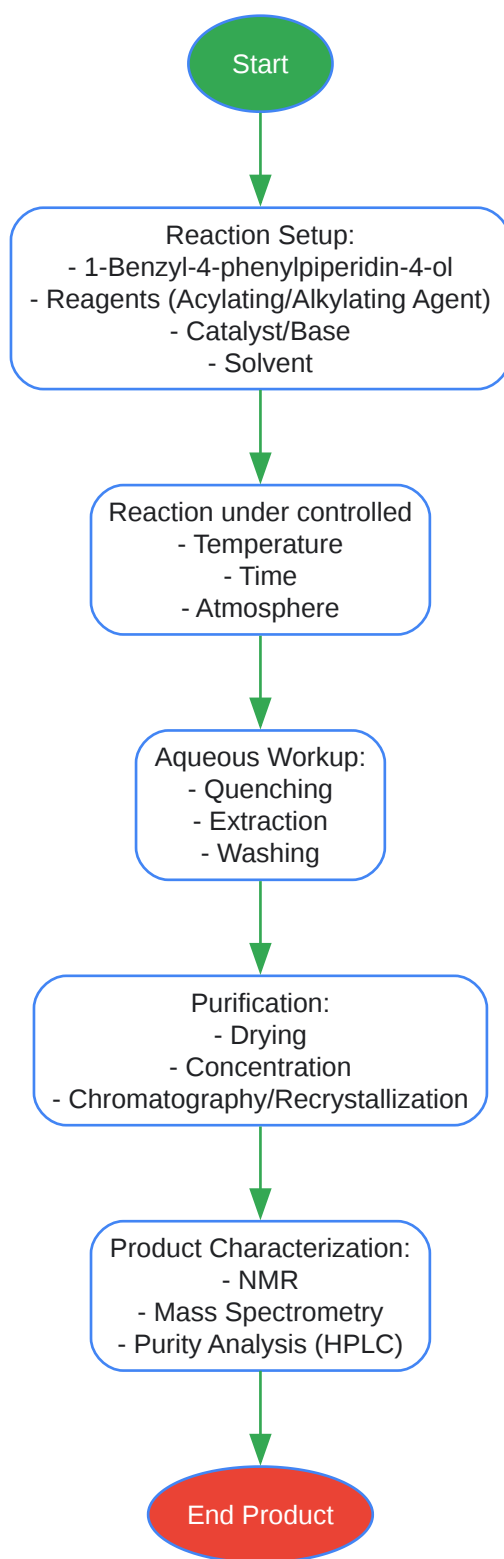 Start
Reaction Setup:
- 1-Benzyl-4-phenylpiperidin-4-ol
- Reagents (Acylating/Alkylating Agent)
- Catalyst/Base
- Solvent
Reaction under controlled
- Temperature
- Time
- Atmosphere
Aqueous Workup:
- Quenching
- Extraction
- Washing
Purification:
- Drying
- Concentration
- Chromatography/Recrystallization
Product Characterization:
- NMR
- Mass Spectrometry
- Purity Analysis (HPLC)
End Product